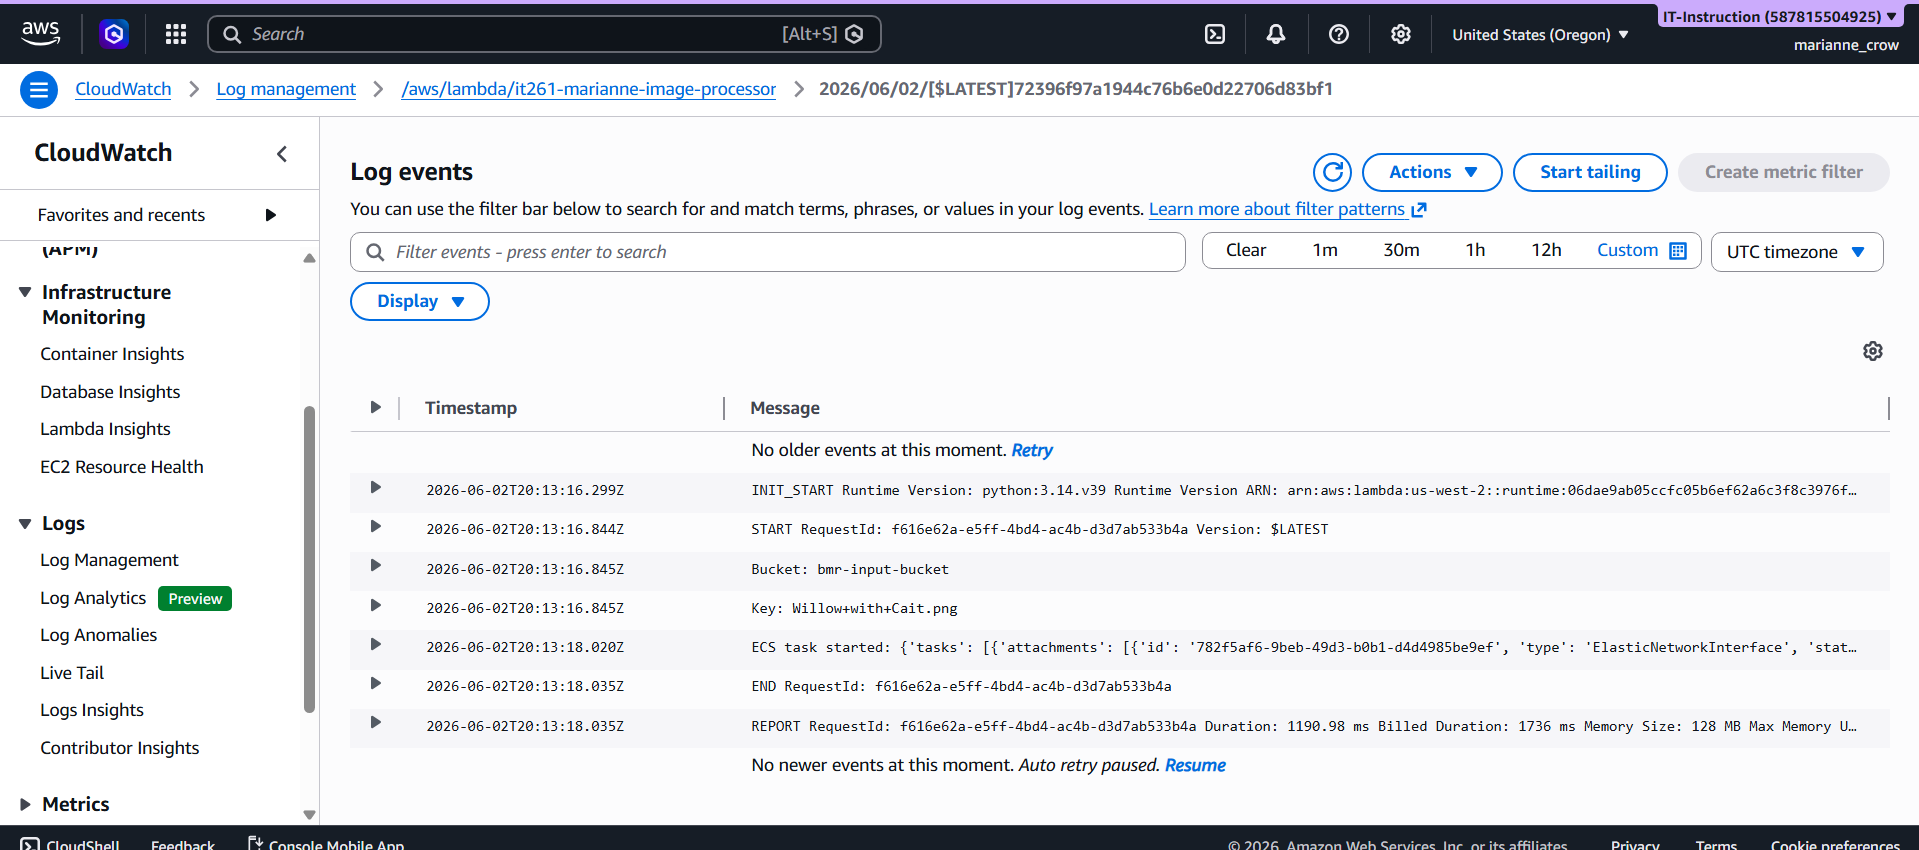 aws
Search [Alt+S]
United States (Oregon)
IT-Instruction (587815504925)
marianne_crow
CloudWatch
Log management
/aws/lambda/it261-marianne-image-processor
2026/06/02/[$LATEST]72396f97a1944c76b6e0d22706d83bf1
CloudWatch
Favorites and recents
(APM)
Infrastructure
Monitoring
Container Insights
Database Insights
Lambda Insights
EC2 Resource Health
Logs
Log Management
Log Analytics Preview
Log Anomalies
Live Tail
Logs Insights
Contributor Insights
Metrics
Log events
Actions
Start tailing
Create metric filter
You can use the filter bar below to search for and match terms, phrases, or values in your log events. Learn more about filter patterns
Filter events - press enter to search
Clear 1m 30m 1h 12h Custom
UTC timezone
Display
Timestamp Message
No older events at this moment. Retry
2026-06-02T20:13:16.299Z INIT_START Runtime Version: python:3.14.v39 Runtime Version ARN: arn:aws:lambda:us-west-2::runtime:06dae9ab05ccfc05b6ef62a6c3f8c3976f…
2026-06-02T20:13:16.844Z START RequestId: f616e62a-e5ff-4bd4-ac4b-d3d7ab533b4a Version: $LATEST
2026-06-02T20:13:16.845Z Bucket: bmr-input-bucket
2026-06-02T20:13:16.845Z Key: Willow+with+Cait.png
2026-06-02T20:13:18.020Z ECS task started: {'tasks': [{'attachments': [{'id': '782f5af6-9beb-49d3-b0b1-d4d4985be9ef', 'type': 'ElasticNetworkInterface', 'stat…
2026-06-02T20:13:18.035Z END RequestId: f616e62a-e5ff-4bd4-ac4b-d3d7ab533b4a
2026-06-02T20:13:18.035Z REPORT RequestId: f616e62a-e5ff-4bd4-ac4b-d3d7ab533b4a Duration: 1190.98 ms Billed Duration: 1736 ms Memory Size: 128 MB Max Memory U…
No newer events at this moment. Auto retry paused. Resume
CloudShell Feedback Console Mobile App © 2026, Amazon Web Services, Inc. or its affiliates. Privacy Terms Cookie preferences